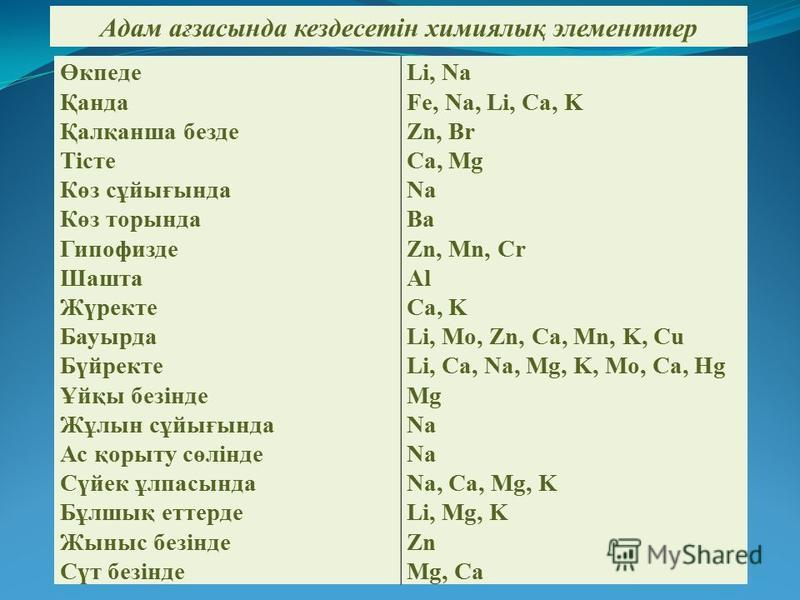 Адам ағзасында кездесетін химиялық элементтер
Өкпеде Li, Na
Қанда Fe, Na, Li, Ca, K
Қалқанша безде Zn, Br
Тісте Ca, Mg
Көз сұйығында Na
Көз торында Ba
Гипофизде Zn, Mn, Cr
Шашта Al
Жүректе Ca, K
Бауырда Li, Mo, Zn, Ca, Mn, K, Cu
Бүйректе Li, Ca, Na, Mg, K, Mo, Ca, Hg
Ұйқы безінде Mg
Жұлын сұйығында Na
Ас қорыту сөлінде Na
Сүйек ұлпасында Na, Ca, Mg, K
Бұлшық еттерде Li, Mg, K
Жыныс безінде Zn
Сүт безінде Mg, Ca
MyShared